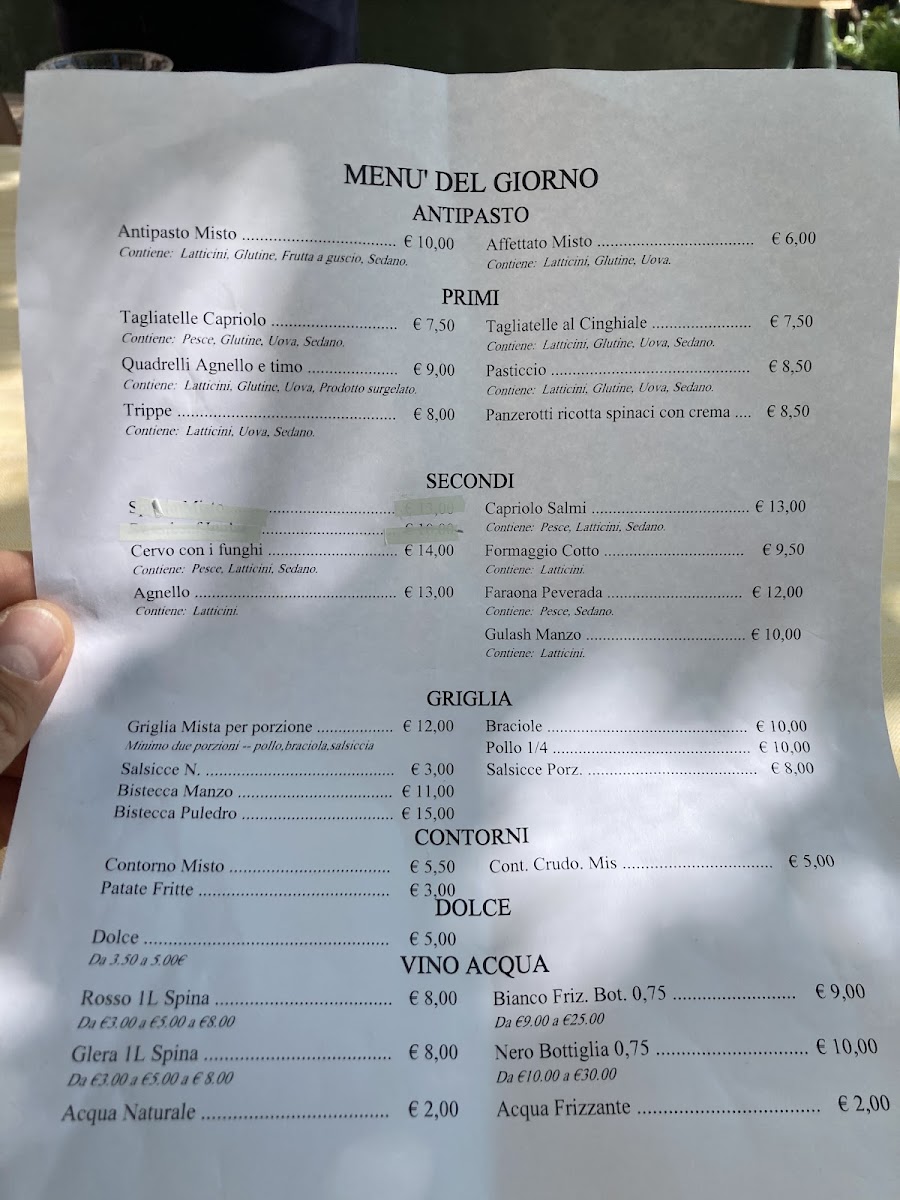 MENU' DEL GIORNO
ANTIPASTO
Antipasto Misto ........ € 10,00
Contiene: Latticini, Glutine, Frutta a guscio, Sedano.
Affettato Misto ........ € 6,00
Contiene: Latticini, Glutine, Uova.
PRIMI
Tagliatelle Capriolo ........ € 7,50
Contiene: Pesce, Glutine, Uova, Sedano.
Quadrelli Agnello e timo ........ € 9,00
Contiene: Latticini, Glutine, Uova, Prodotto surgelato.
Trippe ........ € 8,00
Contiene: Latticini, Uova, Sedano.
Tagliatelle al Cinghiale ........ € 7,50
Contiene: Latticini, Glutine, Uova, Sedano.
Pasticcio ........ € 8,50
Contiene: Latticini, Glutine, Uova, Sedano.
Panzerotti ricotta spinaci con crema .... € 8,50
SECONDI
Cervo con i funghi ........ € 14,00
Contiene: Pesce, Latticini, Sedano.
Agnello ........ € 13,00
Contiene: Latticini.
Capriolo Salmi ........ € 13,00
Contiene: Pesce, Latticini, Sedano.
Formaggio Cotto ........ € 9,50
Contiene: Latticini.
Faraona Peverada ........ € 12,00
Contiene: Pesce, Sedano.
Gulash Manzo ........ € 10,00
Contiene: Latticini.
GRIGLIA
Griglia Mista per porzione ........ € 12,00
Minimo due porzioni -- pollo,braciola,salsiccia
Salsicce N. ........ € 3,00
Bistecca Manzo ........ € 11,00
Bistecca Puledro ........ € 15,00
Braciole ........ € 10,00
Pollo 1/4 ........ € 10,00
Salsicce Porz. ........ € 8,00
CONTORNI
Contorno Misto ........ € 5,50
Patate Fritte ........ € 3,00
Cont. Crudo. Mis ........ € 5,00
DOLCE
Dolce ........ € 5,00
Da 3.50 a 5.00€
VINO ACQUA
Rosso 1L Spina ........ € 8,00
Da €3.00 a €5.00 a €8.00
Glera 1L Spina ........ € 8,00
Da €3.00 a €5.00 a € 8.00
Acqua Naturale ........ € 2,00
Bianco Friz. Bot. 0,75 ........ € 9,00
Da €9.00 a €25.00
Nero Bottiglia 0,75 ........ € 10,00
Da €10.00 a €30.00
Acqua Frizzante ........ € 2,00